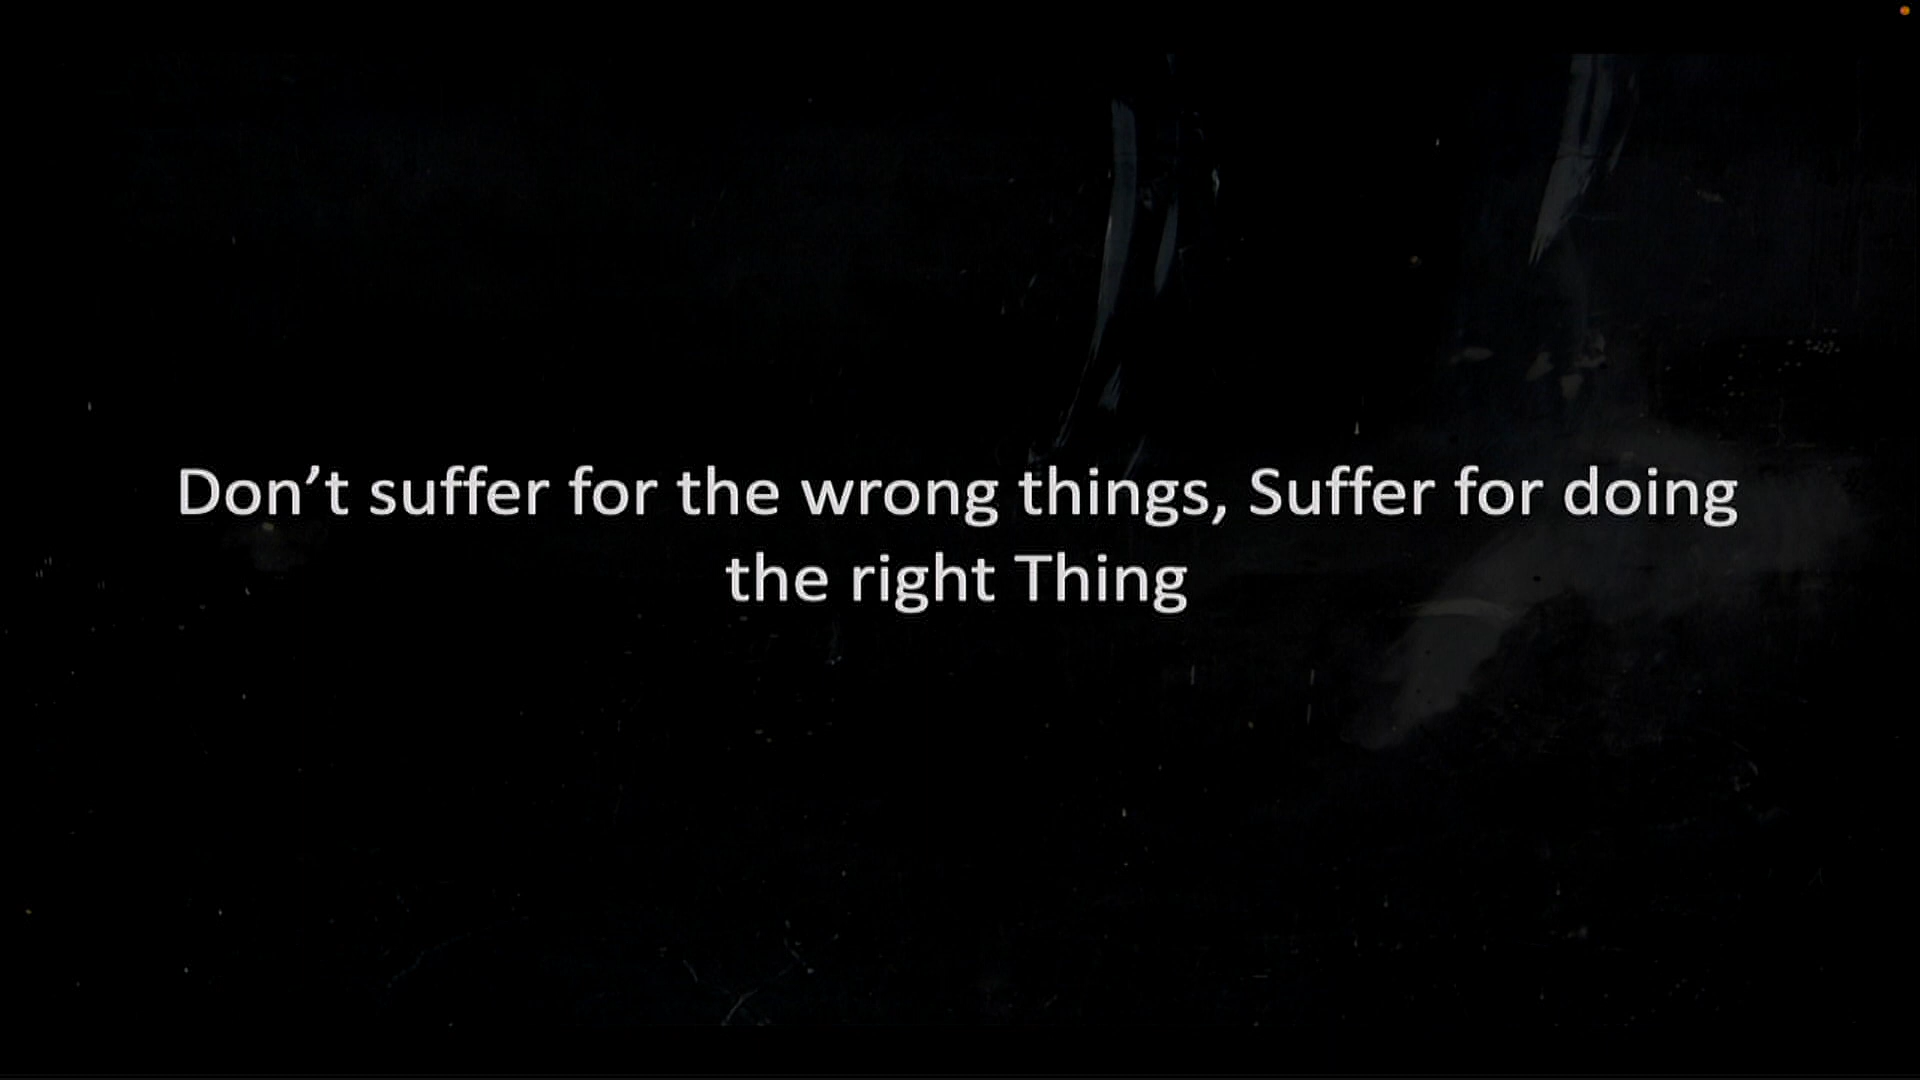 Don’t suffer for the wrong things, Suffer for doing
the right Thing